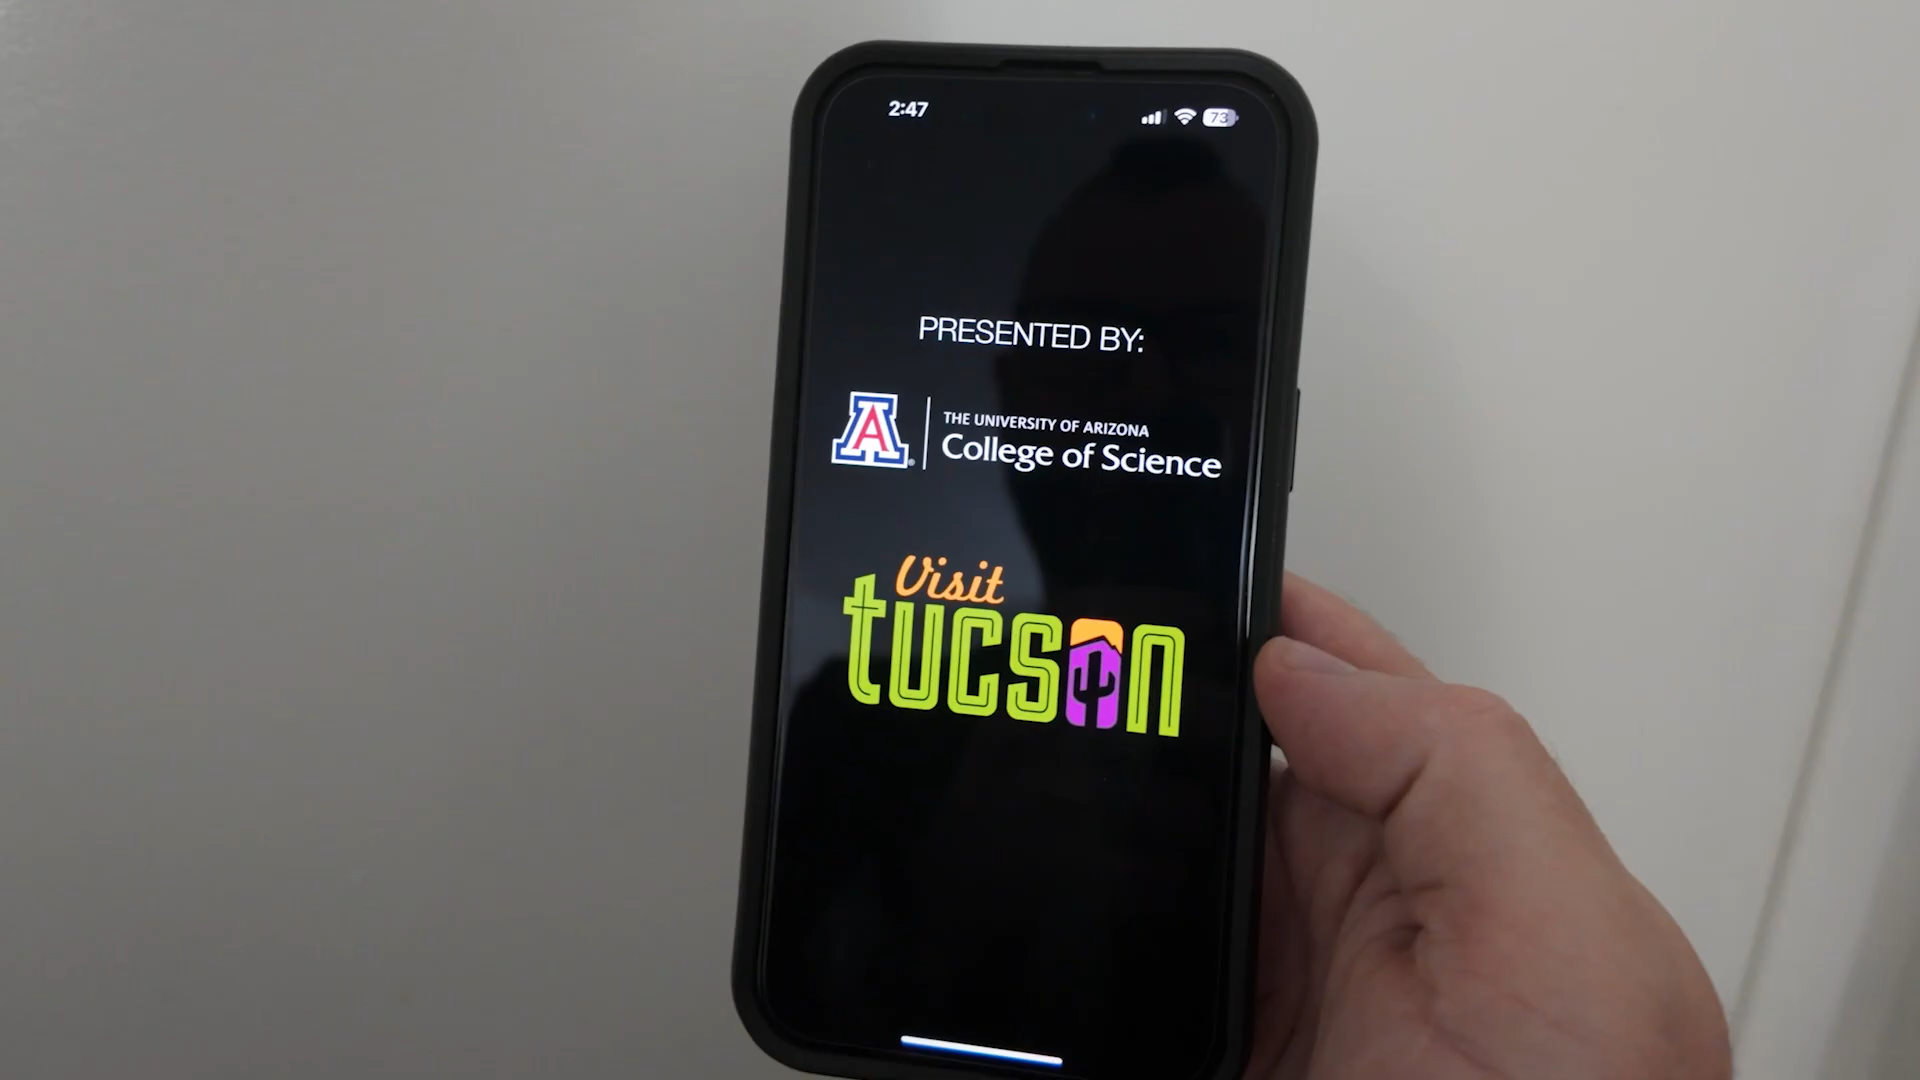 2:47
73
PRESENTED BY:
A
THE UNIVERSITY OF ARIZONA
College of Science
Visit
tucson